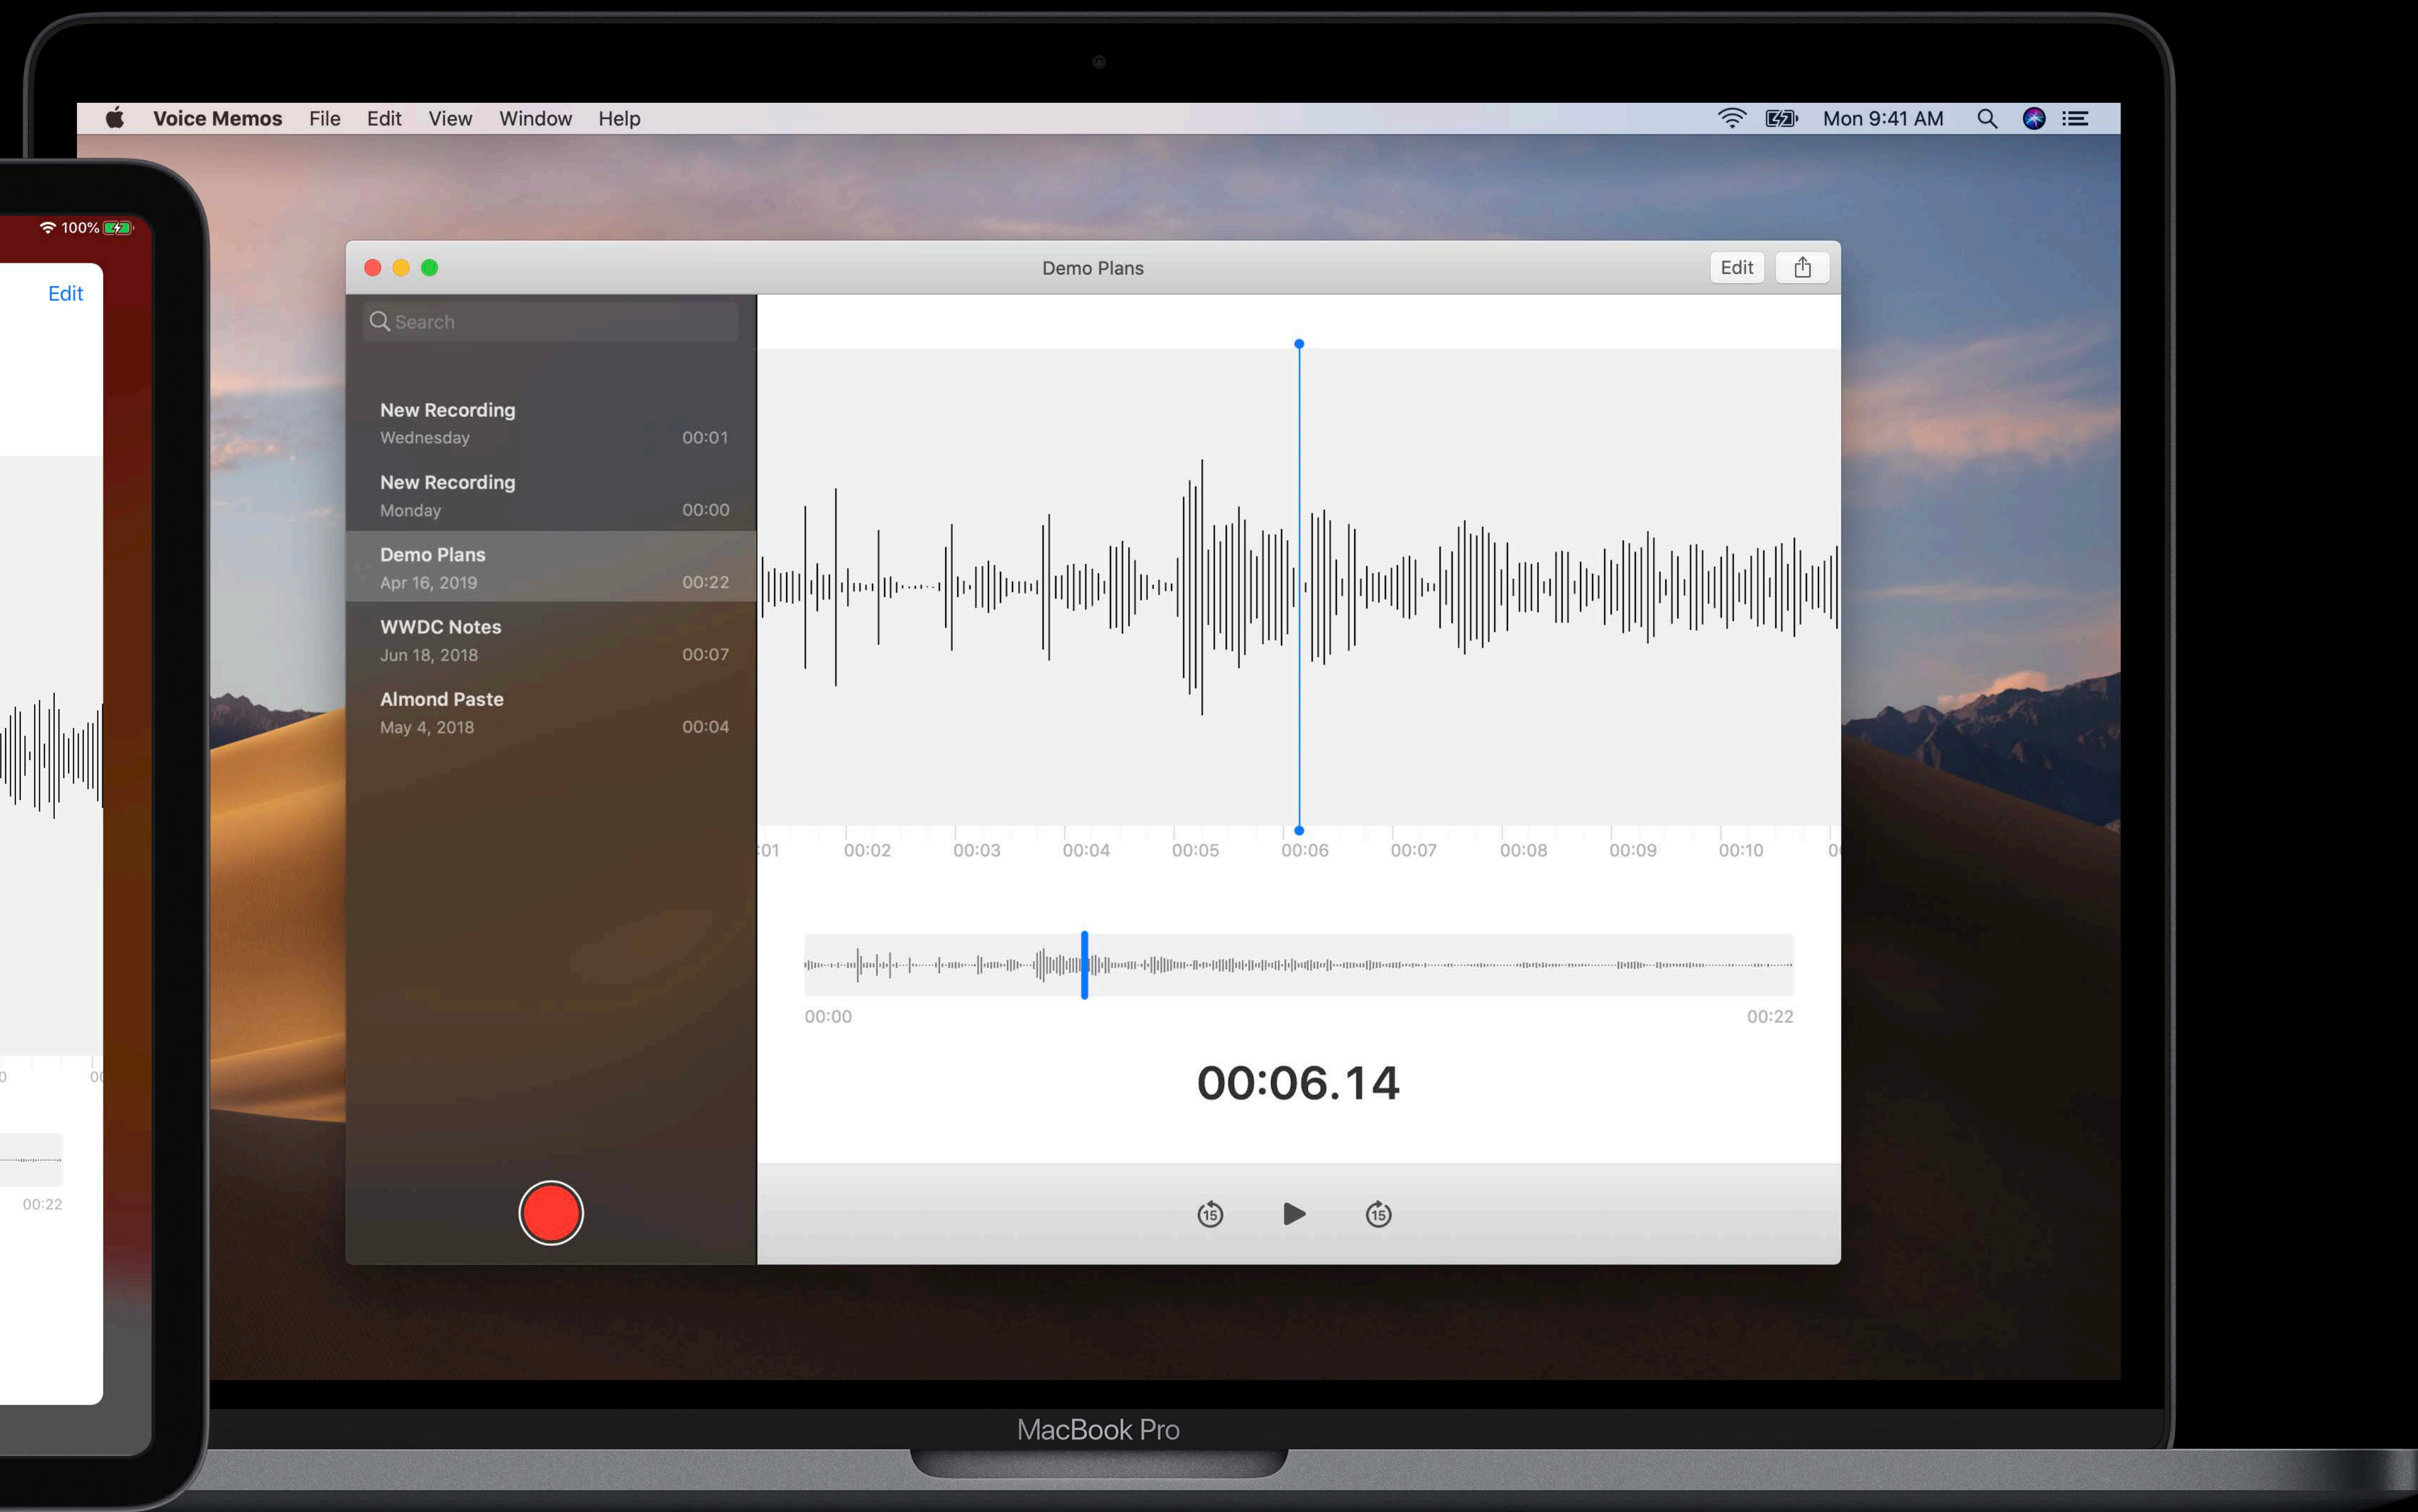 Voice Memos File Edit View Window Help Mon 9:41 AM
100%
Edit
Demo Plans Edit
Search
New Recording
Wednesday 00:01
New Recording
Monday 00:00
Demo Plans
Apr 16, 2019 00:22
WWDC Notes
Jun 18, 2018 00:07
Almond Paste
May 4, 2018 00:04
:01 00:02 00:03 00:04 00:05 00:06 00:07 00:08 00:09 00:10
00:00 00:22
00:06.14
00:22
15 15
MacBook Pro